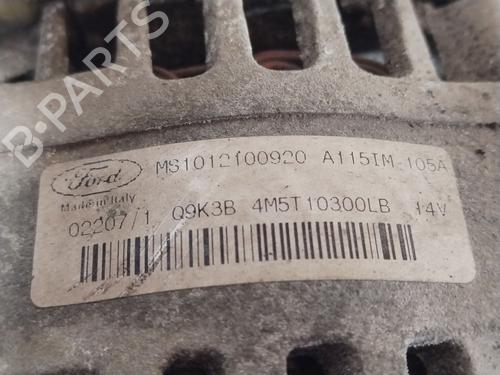 B-PARTS
Ford
MS1012100920 A115IM 105A
Made in Italy
02207/1 Q9K3B 4M5T10300LB 14V